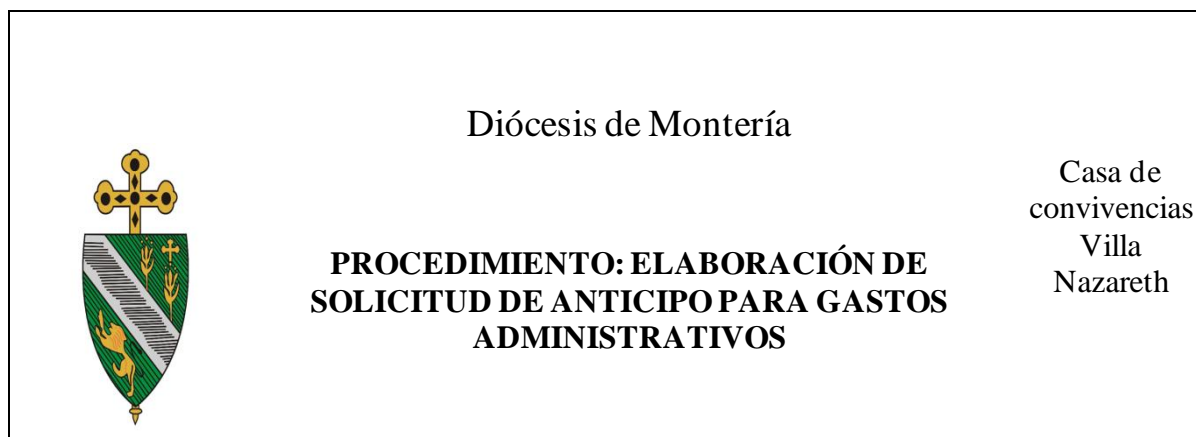 Diócesis de Montería
PROCEDIMIENTO: ELABORACIÓN DE
SOLICITUD DE ANTICIPO PARA GASTOS
ADMINISTRATIVOS
Casa de
convivencias
Villa
Nazareth